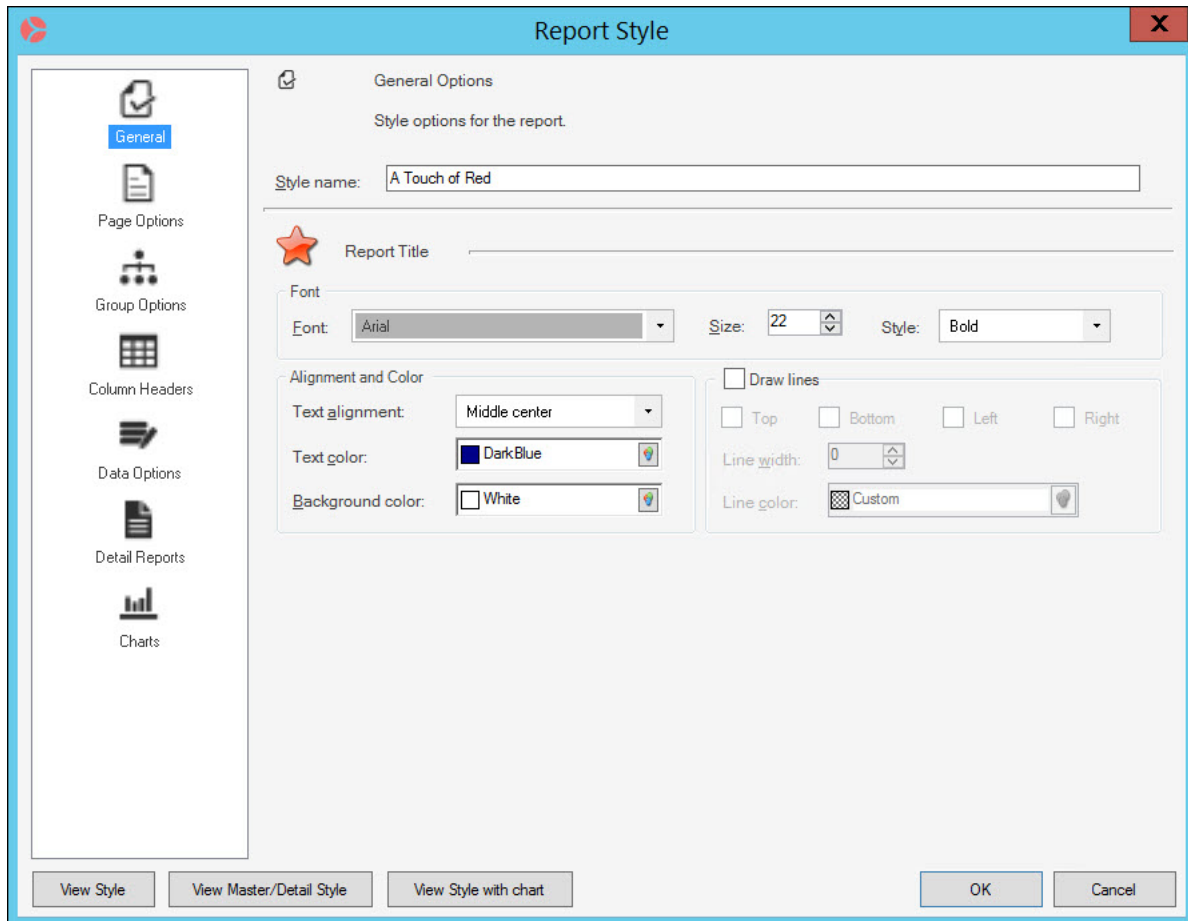 Report Style
X
General
Page Options
Group Options
Column Headers
Data Options
Detail Reports
Charts
General Options
Style options for the report.
Style name: A Touch of Red
Report Title
Font
Font: Arial Size: 22 Style: Bold
Alignment and Color
Text alignment: Middle center
Text color: DarkBlue
Background color: White
Draw lines
Top Bottom Left Right
Line width: 0
Line color: Custom
View Style View Master/Detail Style View Style with chart OK Cancel